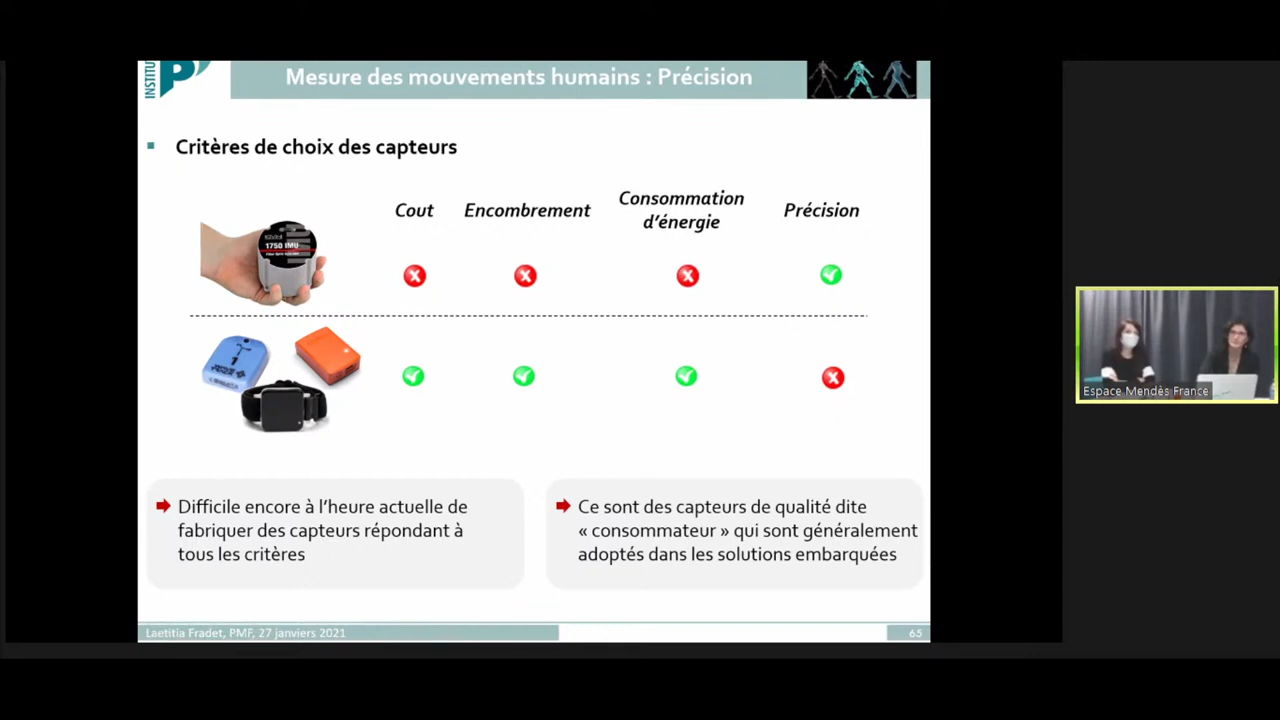 INSTITUT
Mesure des mouvements humains : Précision
Critères de choix des capteurs
Cout
Encombrement
Consommation
d'énergie
Précision
1750 IMU
1
Difficile encore à l'heure actuelle de
fabriquer des capteurs répondant à
tous les critères
Ce sont des capteurs de qualité dite
« consommateur » qui sont généralement
adoptés dans les solutions embarquées
Espace Mendès France
Laetitia Fradet, PMF, 27 janviers 2021
65